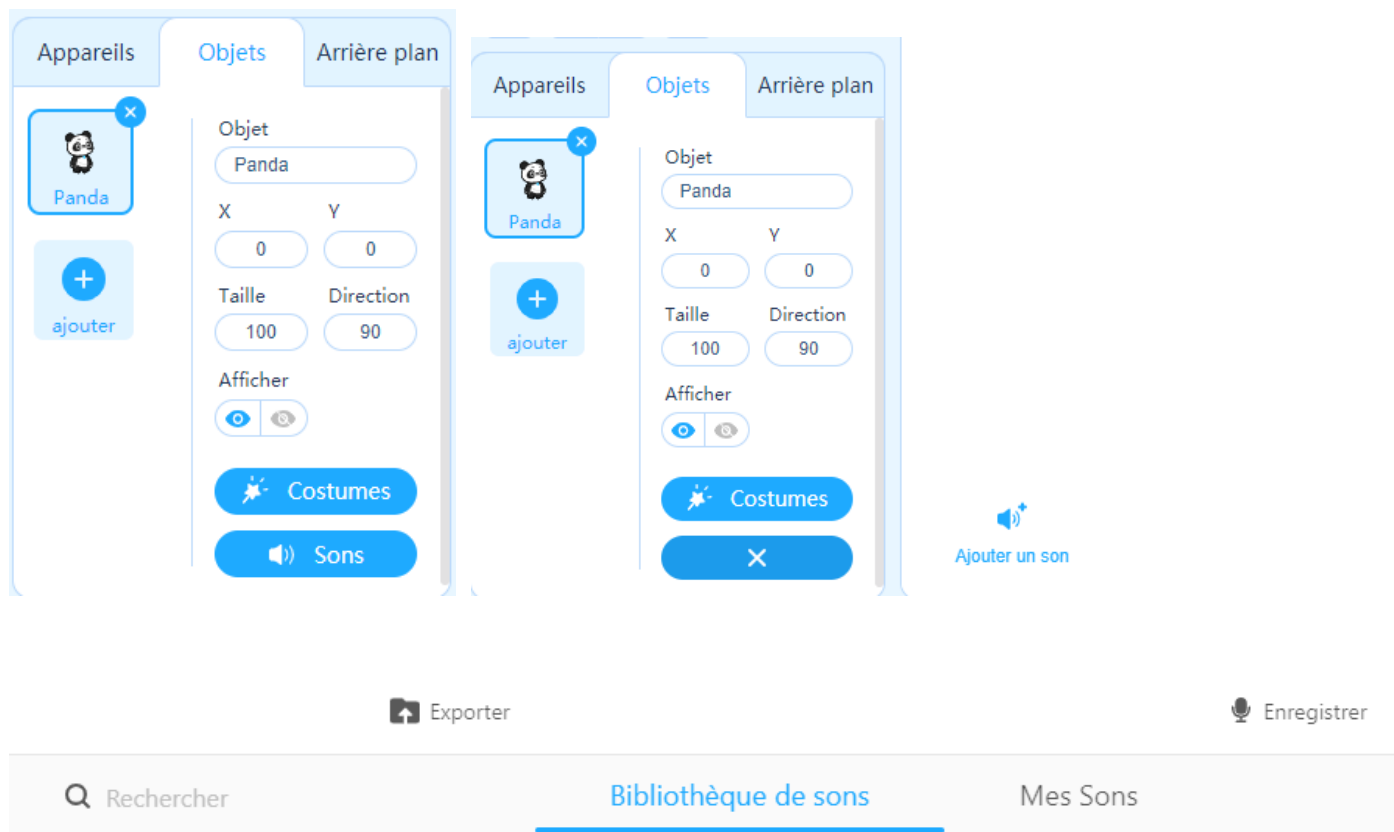 Appareils Objets Arrière plan
Objet
Panda
Panda
X Y
0 0
Taille Direction
ajouter
100 90
Afficher
Costumes
Sons
Appareils Objets Arrière plan
Objet
Panda
Panda
X Y
0 0
Taille Direction
ajouter
100 90
Afficher
Costumes
Ajouter un son
Exporter Enregistrer
Rechercher Bibliothèque de sons Mes Sons